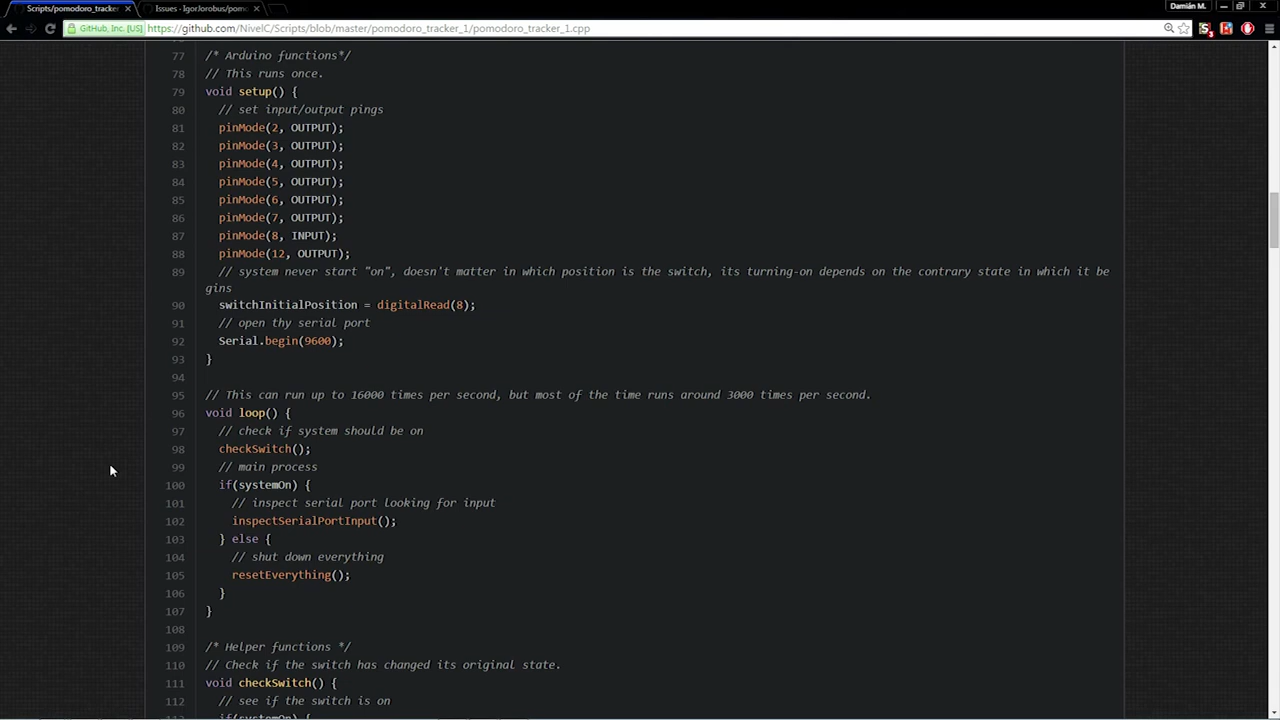 Scripts/pomodoro_tracke
Issues - IgorJorobus/pomo
Damián M.
GitHub, Inc. [US]
https://github.com/NivelC/Scripts/blob/master/pomodoro_tracker_1/pomodoro_tracker_1.cpp
77 /* Arduino functions*/
78 // This runs once.
79 void setup() {
80 // set input/output pings
81 pinMode(2, OUTPUT);
82 pinMode(3, OUTPUT);
83 pinMode(4, OUTPUT);
84 pinMode(5, OUTPUT);
85 pinMode(6, OUTPUT);
86 pinMode(7, OUTPUT);
87 pinMode(8, INPUT);
88 pinMode(12, OUTPUT);
89 // system never start "on", doesn't matter in which position is the switch, its turning-on depends on the contrary state in which it be
gins
90 switchInitialPosition = digitalRead(8);
91 // open thy serial port
92 Serial.begin(9600);
93 }
94
95 // This can run up to 16000 times per second, but most of the time runs around 3000 times per second.
96 void loop() {
97 // check if system should be on
98 checkSwitch();
99 // main process
100 if(systemOn) {
101 // inspect serial port looking for input
102 inspectSerialPortInput();
103 } else {
104 // shut down everything
105 resetEverything();
106 }
107 }
108
109 /* Helper functions */
110 // Check if the switch has changed its original state.
111 void checkSwitch() {
112 // see if the switch is on
113 if(systemOn) {